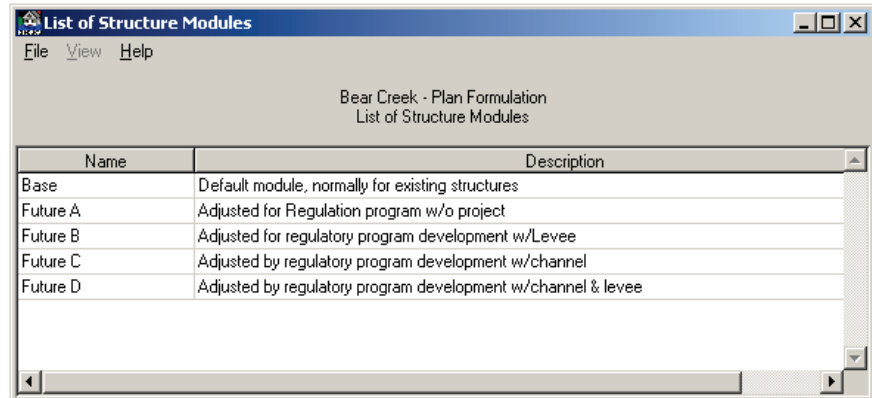 List of Structure Modules
File View Help
Bear Creek - Plan Formulation
List of Structure Modules
Name Description
Base Default module, normally for existing structures
Future A Adjusted for Regulation program w/o project
Future B Adjusted for regulatory program development w/Levee
Future C Adjusted by regulatory program development w/channel
Future D Adjusted by regulatory program development w/channel & levee